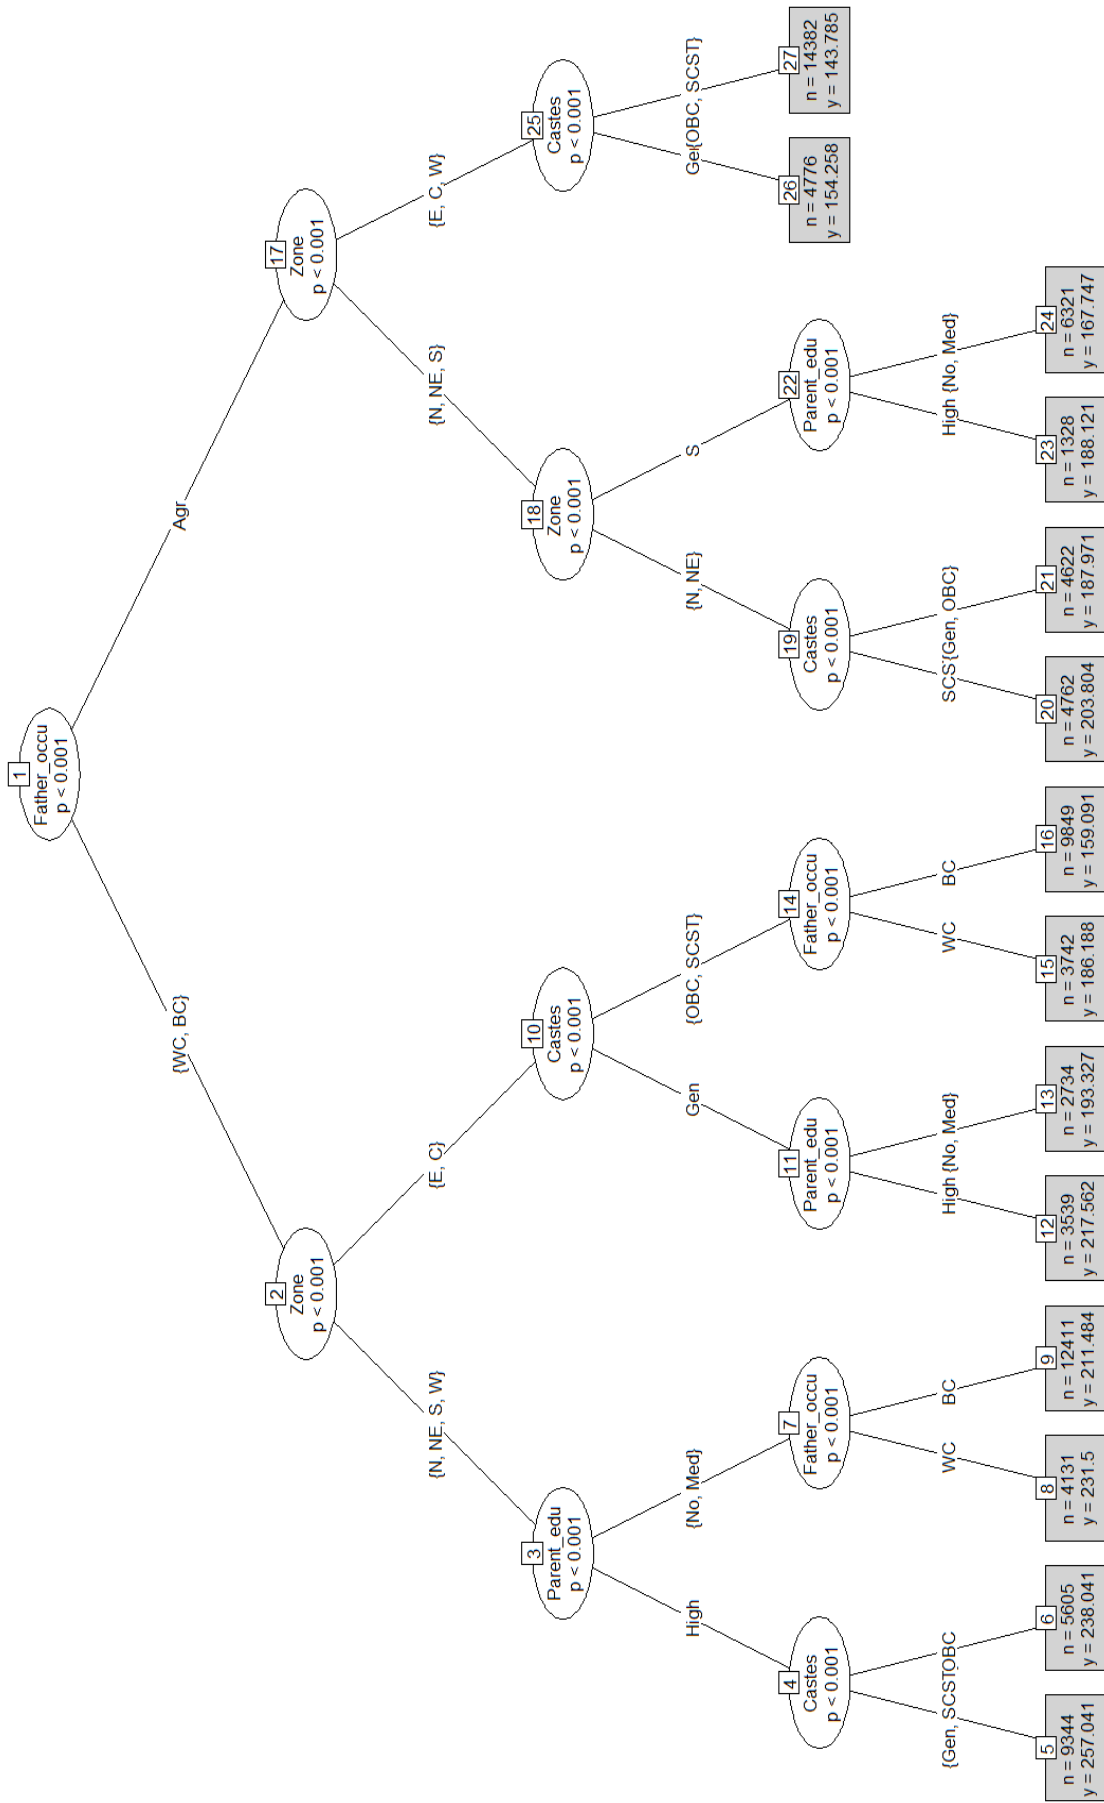 1
Father_occu
p < 0.001
{WC, BC}
Agr
2
Zone
p < 0.001
{N, NE, S, W}
{E, C}
3
Parent_edu
p < 0.001
High
{No, Med}
4
Castes
p < 0.001
{Gen, SCST}
OBC
5
n = 9344
y = 257.041
6
n = 5605
y = 238.041
7
Father_occu
p < 0.001
WC
BC
8
n = 4131
y = 231.5
9
n = 12411
y = 211.484
10
Castes
p < 0.001
Gen
{OBC, SCST}
11
Parent_edu
p < 0.001
High
{No, Med}
12
n = 3539
y = 217.562
13
n = 2734
y = 193.327
14
Father_occu
p < 0.001
WC
BC
15
n = 3742
y = 186.188
16
n = 9849
y = 159.091
17
Zone
p < 0.001
{N, NE, S}
{E, C, W}
18
Zone
p < 0.001
{N, NE}
S
19
Castes
p < 0.001
{Gen, OBC}
20
n = 4762
y = 203.804
21
n = 4622
y = 187.971
22
Parent_edu
p < 0.001
High
{No, Med}
23
n = 1328
y = 188.121
24
n = 6321
y = 167.747
25
Castes
p < 0.001
{OBC, SCST}
26
n = 4776
y = 154.258
27
n = 14382
y = 143.785